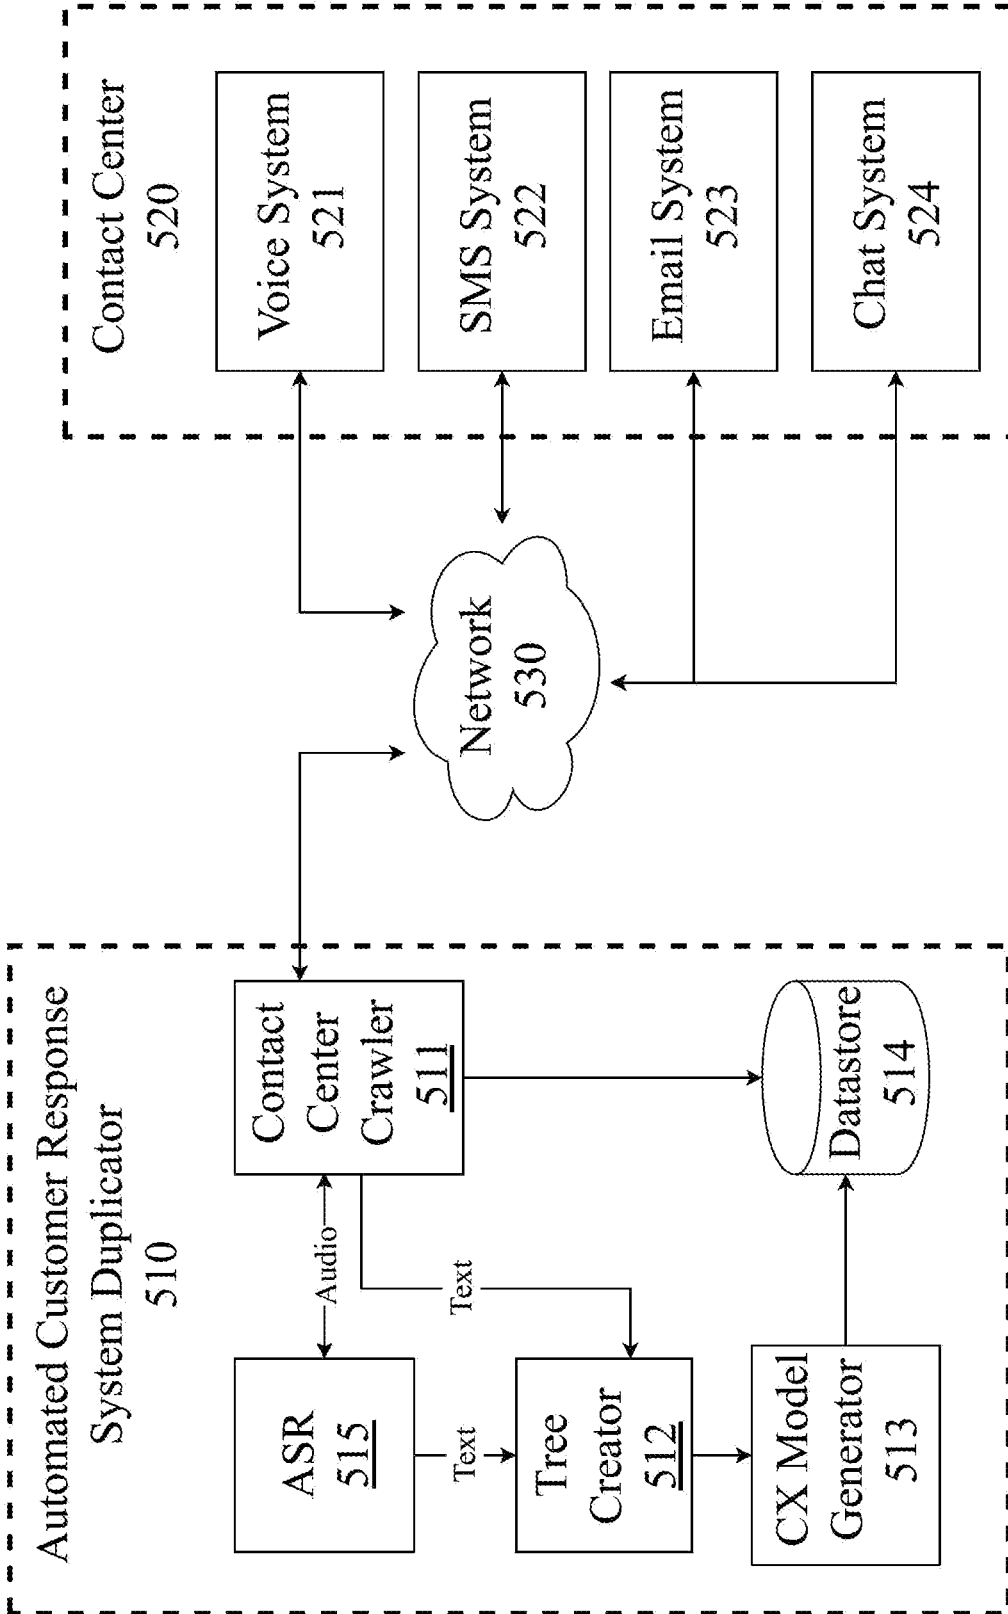 Automated Customer Response
System Duplicator
510
ASR
515
Audio
Contact
Center
Crawler
511
Text
Text
Tree
Creator
512
CX Model
Generator
513
Datastore
514
Network
530
Contact Center
520
Voice System
521
SMS System
522
Email System
523
Chat System
524